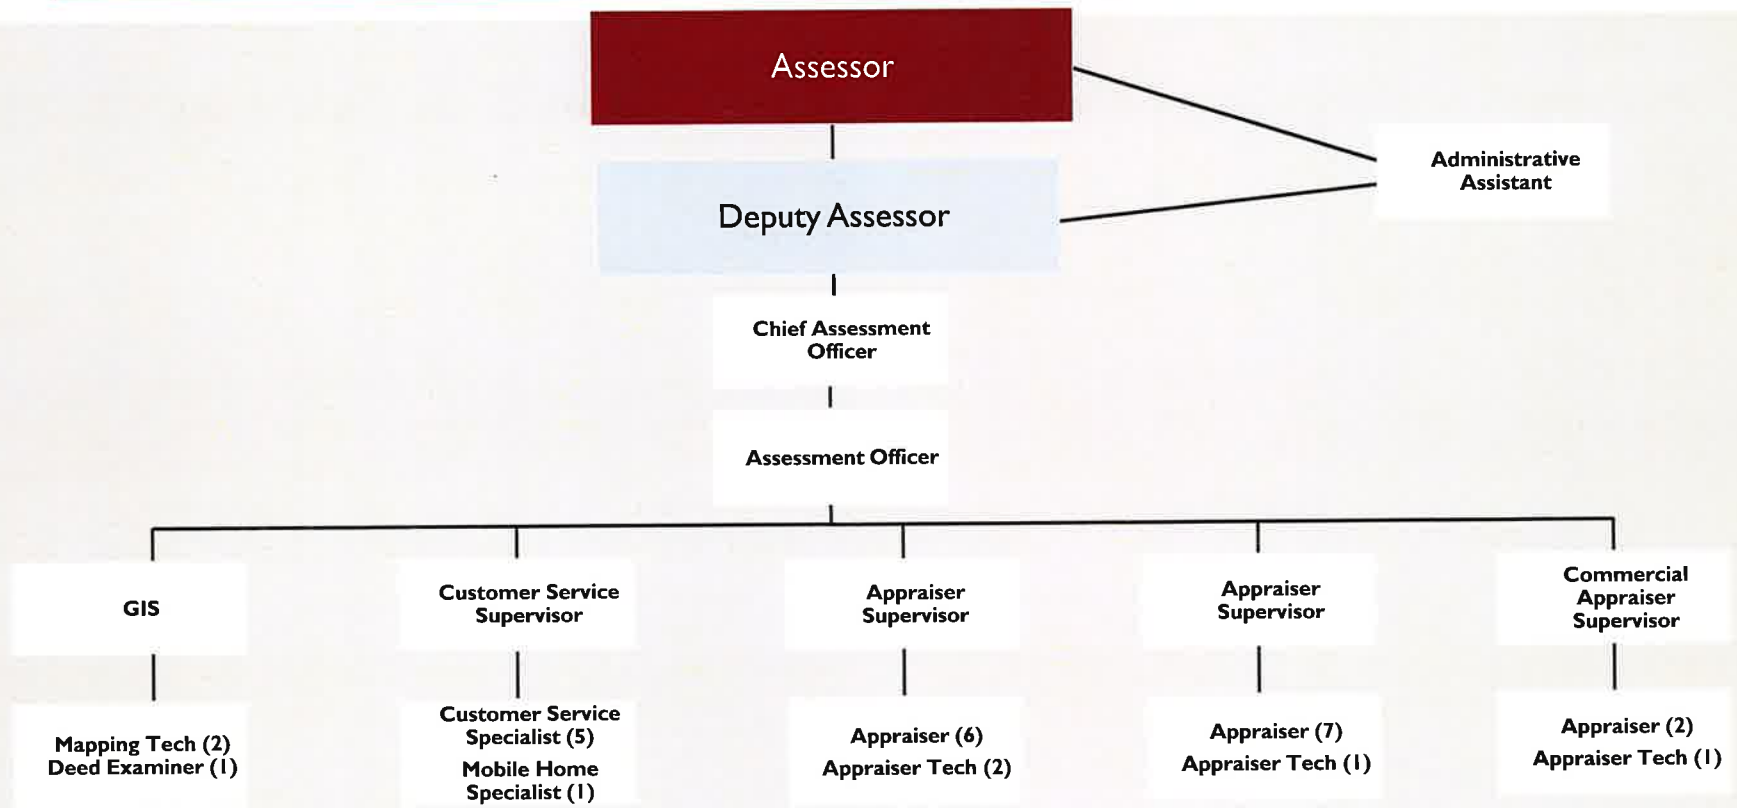 Assessor
Administrative
Assistant
Deputy Assessor
Chief Assessment
Officer
Assessment Officer
GIS
Customer Service
Supervisor
Appraiser
Supervisor
Appraiser
Supervisor
Commercial
Appraiser
Supervisor
Mapping Tech (2)
Deed Examiner (1)
Customer Service
Specialist (5)
Mobile Home
Specialist (1)
Appraiser (6)
Appraiser Tech (2)
Appraiser (7)
Appraiser Tech (1)
Appraiser (2)
Appraiser Tech (1)